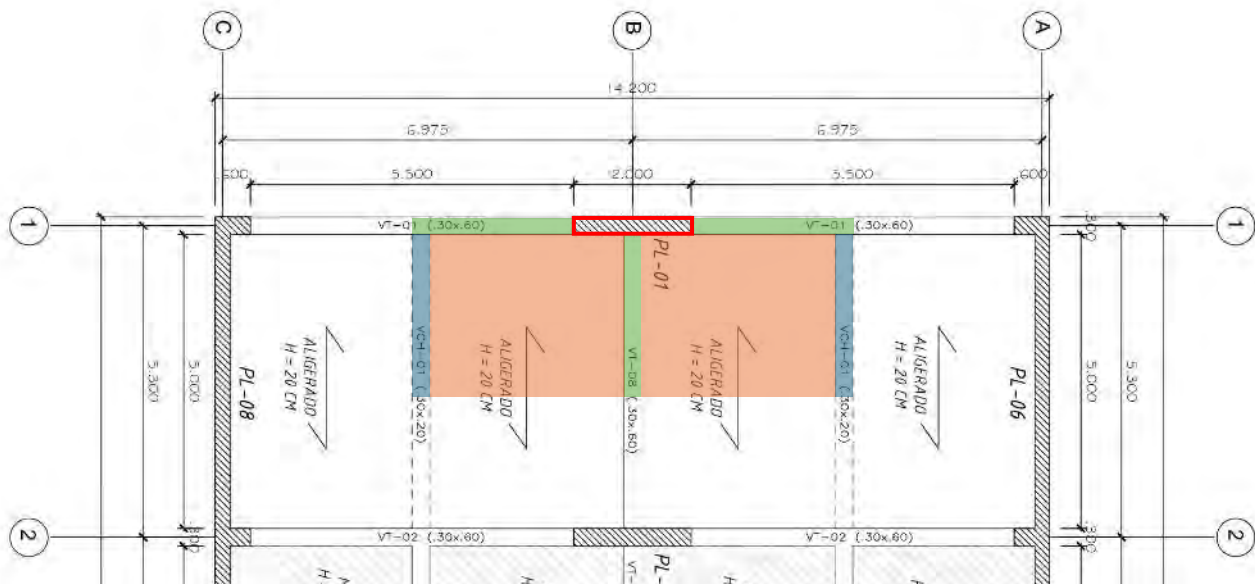 C
B
A
14.200
6.975
6.975
.600
5.500
2.000
.600
1
VT-01 (.30x.60)
VT-01 (.30x.60)
1
.300
PL-01
5.300
5.000
PL-08
ALIGERADO
H = 20 CM
VCH-01 (.30x.20)
ALIGERADO
H = 20 CM
VT-08 (.30x.60)
ALIGERADO
H = 20 CM
VCH-01 (.30x.20)
ALIGERADO
H = 20 CM
PL-06
5.000
5.300
2
VT-02 (.30x.60)
VT-02 (.30x.60)
2
.300
.300
PL-
VT-
H
H
H
H